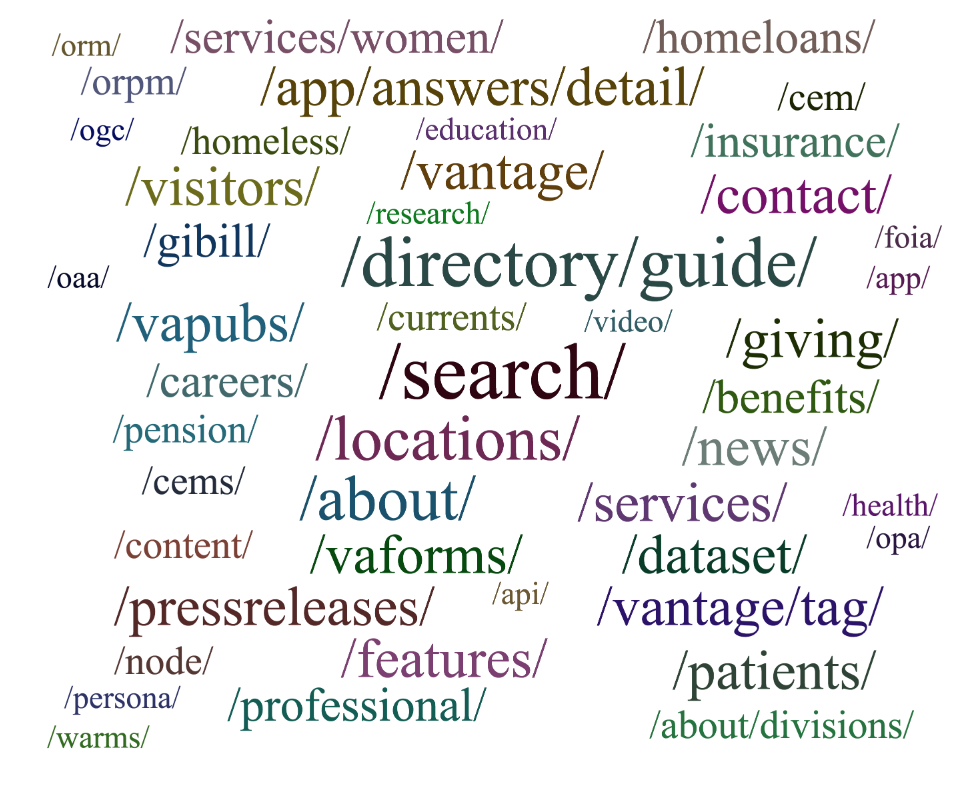 /orm/
/services/women/
/homeloans/
/orpm/
/app/answers/detail/
/cem/
/ogc/
/homeless/
/education/
/insurance/
/visitors/
/vantage/
/contact/
/research/
/gibill/
/directory/guide/
/foia/
/oaa/
/app/
/vapubs/
/currents/
/video/
/giving/
/careers/
/search/
/benefits/
/pension/
/locations/
/news/
/cems/
/about/
/services/
/health/
/content/
/vaforms/
/dataset/
/opa/
/pressreleases/
/api/
/vantage/tag/
/node/
/features/
/patients/
/persona/
/professional/
/about/divisions/
/warms/